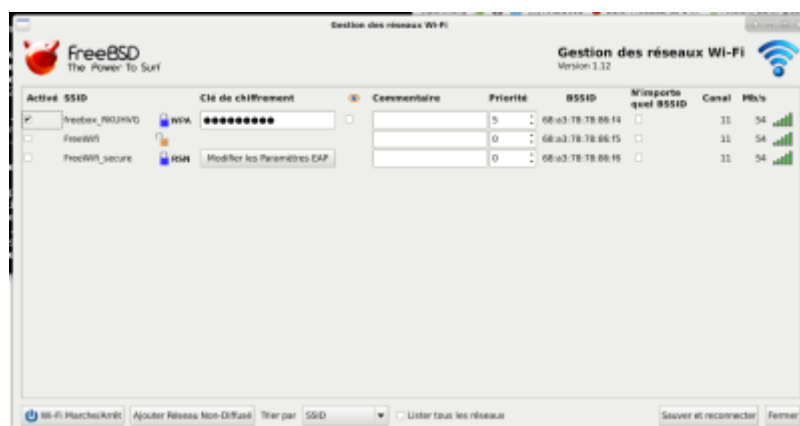 Gestion des réseaux Wi-Fi
FreeBSD
The Power To Surf
Gestion des réseaux Wi-Fi
Version 1.12
Activé SSID Clé de chiffrement Commentaire Priorité BSSID N'importe quel BSSID Canal Mb/s
WPA ●●●●●●●●● 5 68:a3:78:78:86:f4 11 54
FreeWifi 0 68:a3:78:78:86:f5 11 54
FreeWifi_secure RSN Modifier les Paramètres EAP 0 68:a3:78:78:86:f6 11 54
Wi-Fi Marche/Arrêt Ajouter Réseau Non-Diffusé Trier par SSID Lister tous les réseaux Sauver et reconnecter Fermer